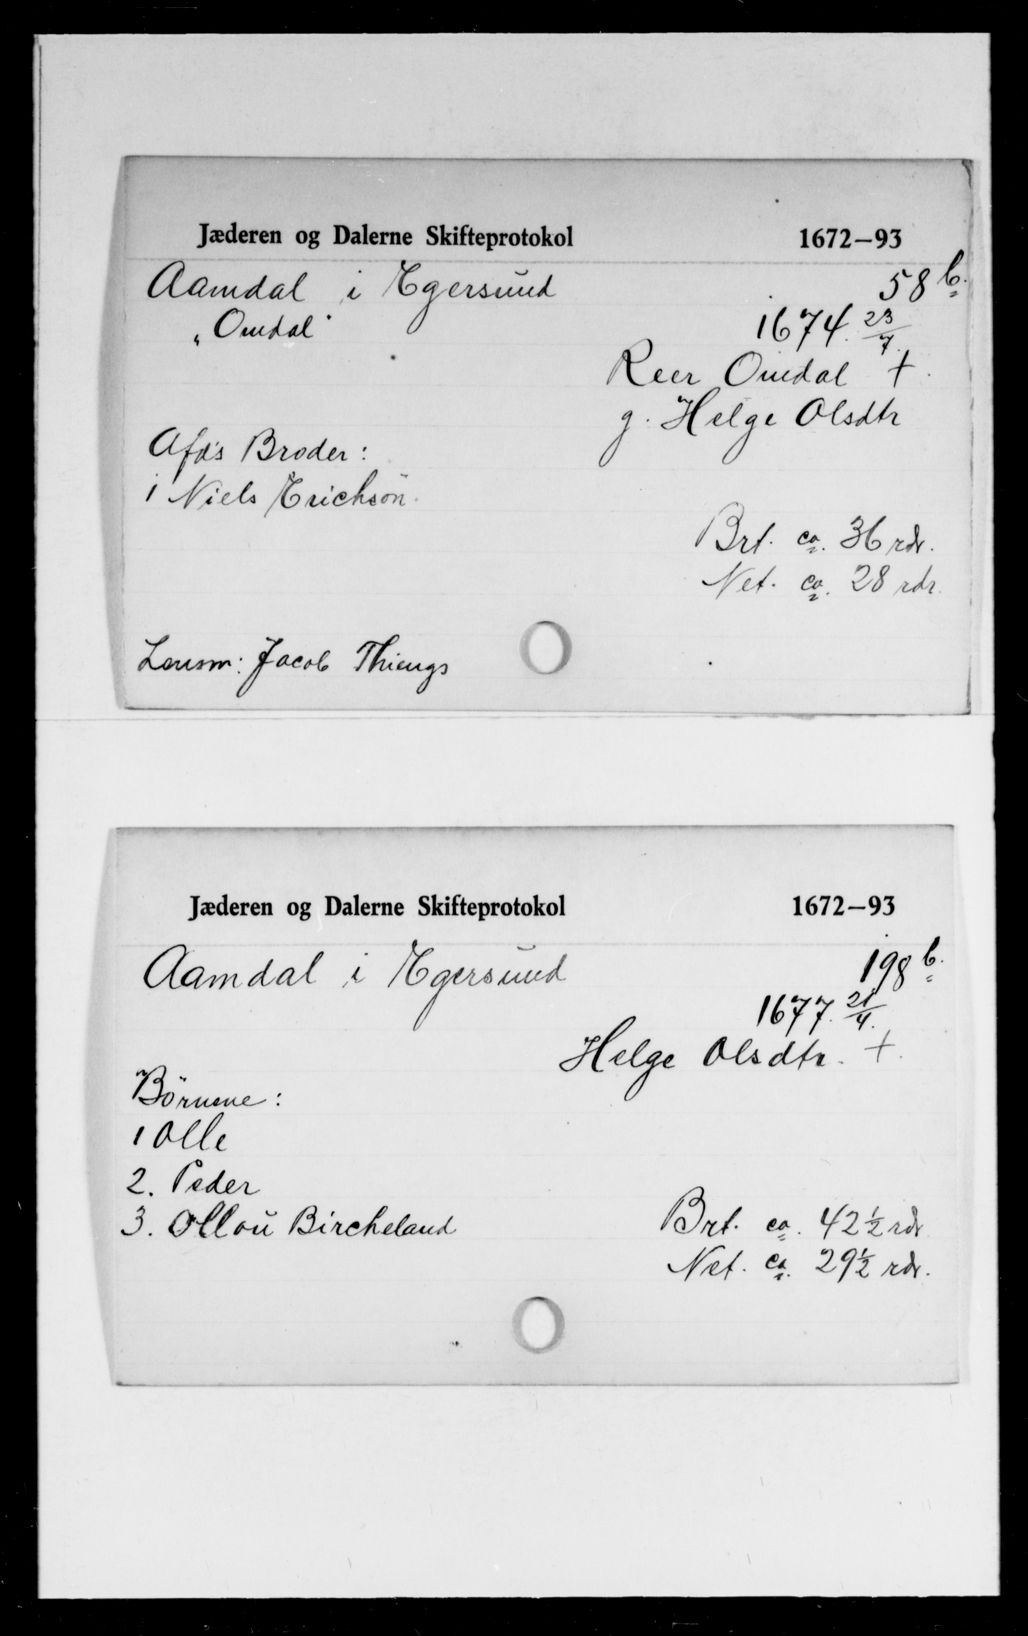 Jæderen og Dalerne Skifteprotokol 1672—93
Aamdal i Egersund 58 b.
„Omdal" 1674 23/7.
Reer Omdal +.
g. Helge Olsdtr
Afd's Broder:
1 Niels Erichsön.
Brt. ca. 36 rdr.
Net. ca. 28 rdr.
Lensm: Jacob Thiengs
Jæderen og Dalerne Skifteprotokol 1672—93
Aamdal i Egersund 198 b.
1677. 21/4.
Helge Olsdtr. +.
Börnene:
1 Olle
2. Peder
3. Ollou Bircheland Brt. ca. 42½ rdr
Net. ca. 29½ rdr.